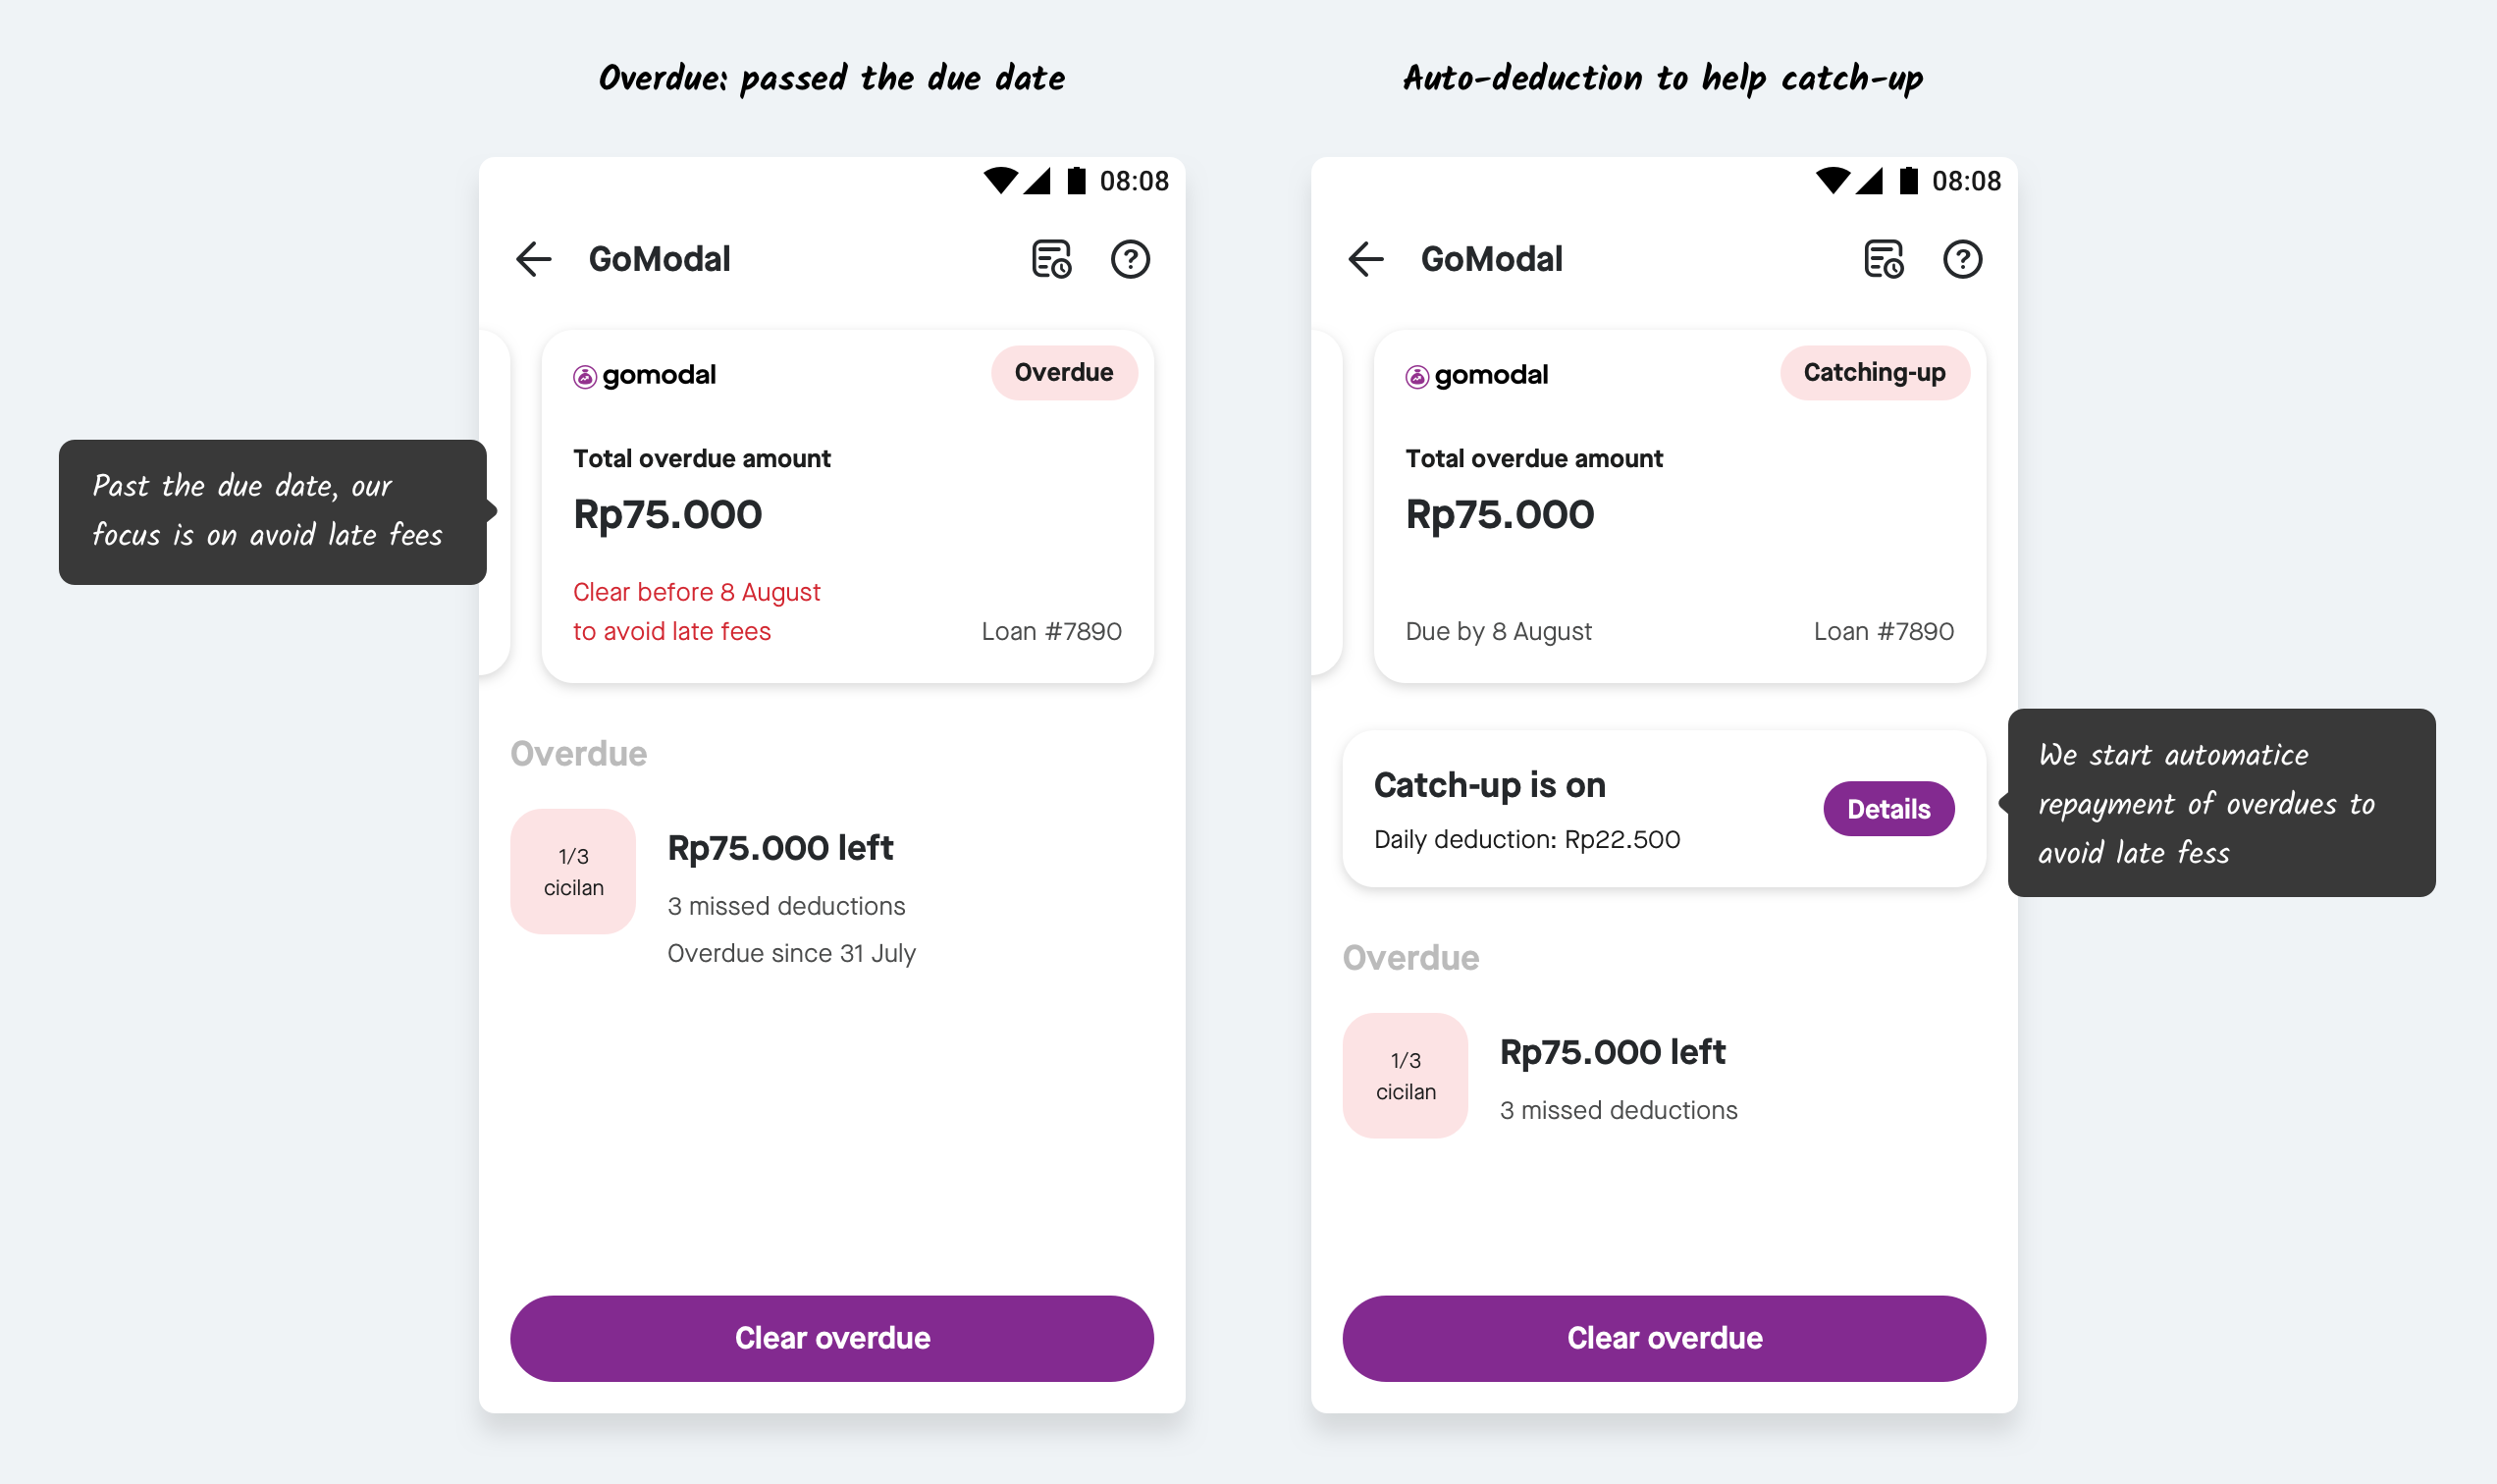 Overdue: passed the due date
Past the due date, our
focus is on avoid late fees
08:08
GoModal
gomodal
Overdue
Total overdue amount
Rp75.000
Clear before 8 August
to avoid late fees
Loan #7890
Overdue
1/3
cicilan
Rp75.000 left
3 missed deductions
Overdue since 31 July
Clear overdue
Auto-deduction to help catch-up
08:08
GoModal
gomodal
Catching-up
Total overdue amount
Rp75.000
Due by 8 August
Loan #7890
Catch-up is on
Daily deduction: Rp22.500
Details
We start automatice
repayment of overdues to
avoid late fess
Overdue
1/3
cicilan
Rp75.000 left
3 missed deductions
Clear overdue